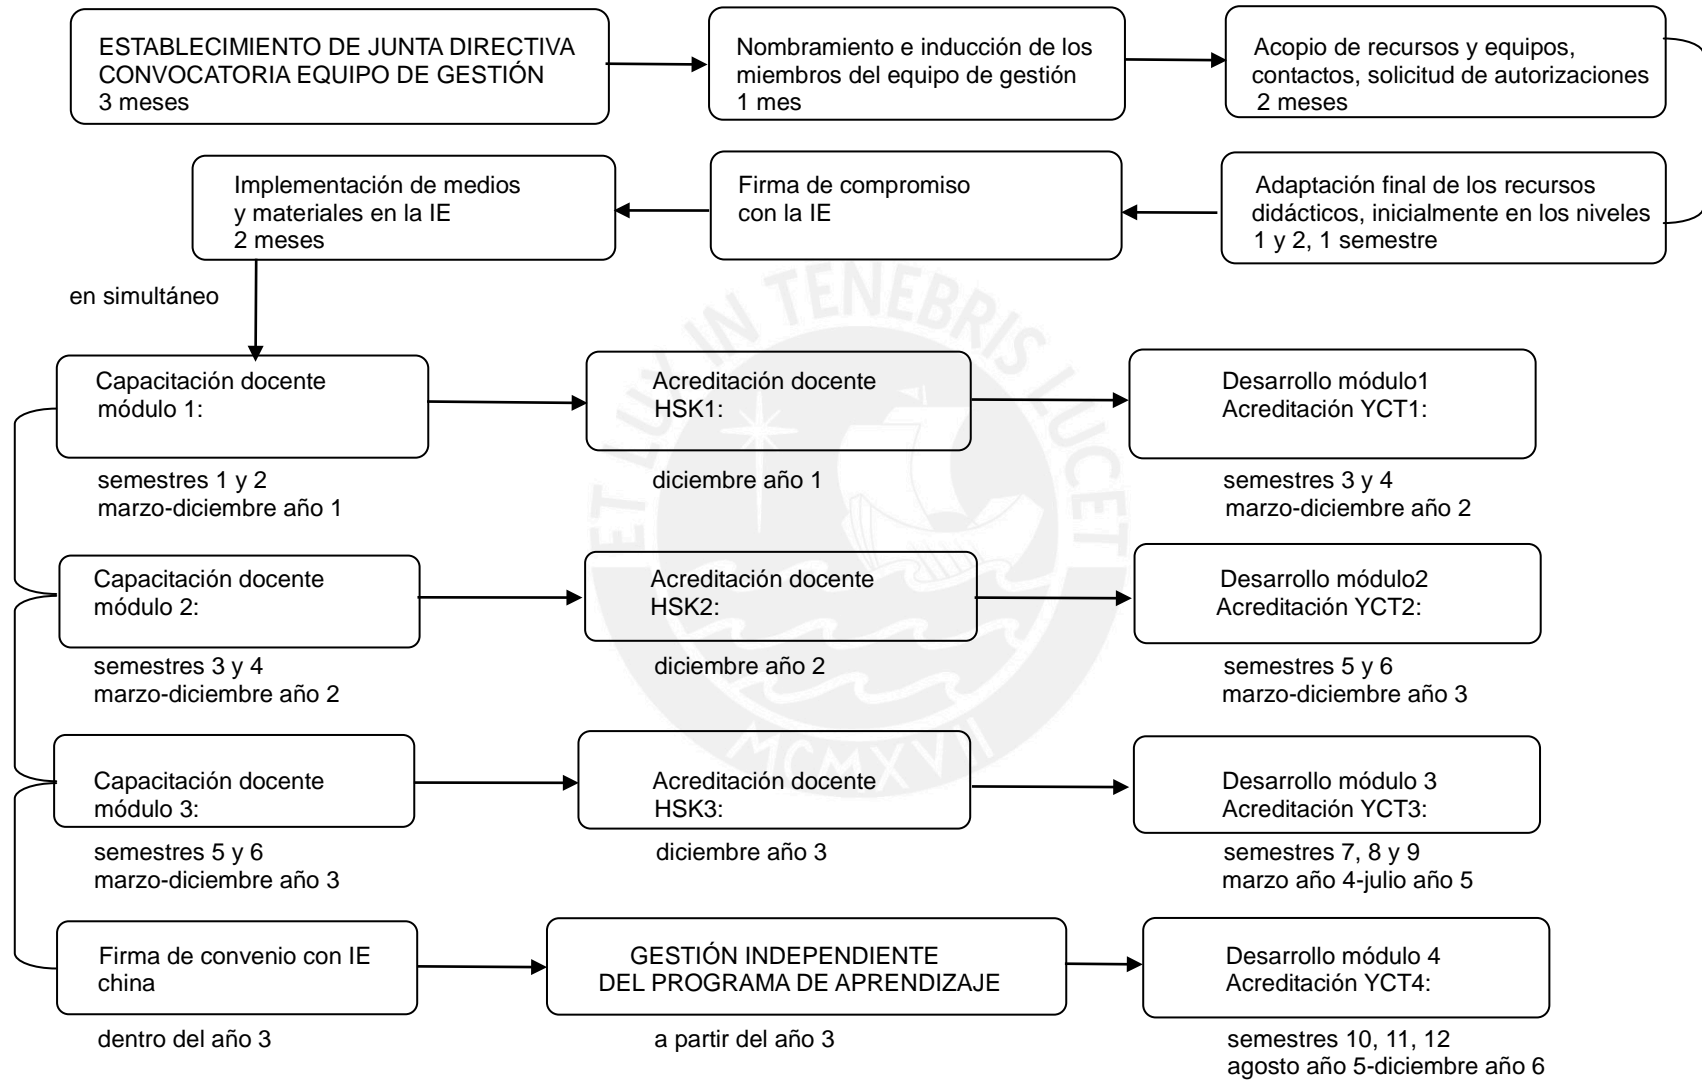 ESTABLECIMIENTO DE JUNTA DIRECTIVA
CONVOCATORIA EQUIPO DE GESTIÓN
3 meses
Nombramiento e inducción de los
miembros del equipo de gestión
1 mes
Acopio de recursos y equipos,
contactos, solicitud de autorizaciones
2 meses
Adaptación final de los recursos
didácticos, inicialmente en los niveles
1 y 2, 1 semestre
Firma de compromiso
con la IE
Implementación de medios
y materiales en la IE
2 meses
en simultáneo
Capacitación docente
módulo 1:
semestres 1 y 2
marzo-diciembre año 1
Acreditación docente
HSK1:
diciembre año 1
Desarrollo módulo1
Acreditación YCT1:
semestres 3 y 4
marzo-diciembre año 2
Capacitación docente
módulo 2:
semestres 3 y 4
marzo-diciembre año 2
Acreditación docente
HSK2:
diciembre año 2
Desarrollo módulo2
Acreditación YCT2:
semestres 5 y 6
marzo-diciembre año 3
Capacitación docente
módulo 3:
semestres 5 y 6
marzo-diciembre año 3
Acreditación docente
HSK3:
diciembre año 3
Desarrollo módulo 3
Acreditación YCT3:
semestres 7, 8 y 9
marzo año 4-julio año 5
Firma de convenio con IE
china
dentro del año 3
GESTIÓN INDEPENDIENTE
DEL PROGRAMA DE APRENDIZAJE
a partir del año 3
Desarrollo módulo 4
Acreditación YCT4:
semestres 10, 11, 12
agosto año 5-diciembre año 6
ET LUX IN TENEBRIS LUCET
MCMXVII